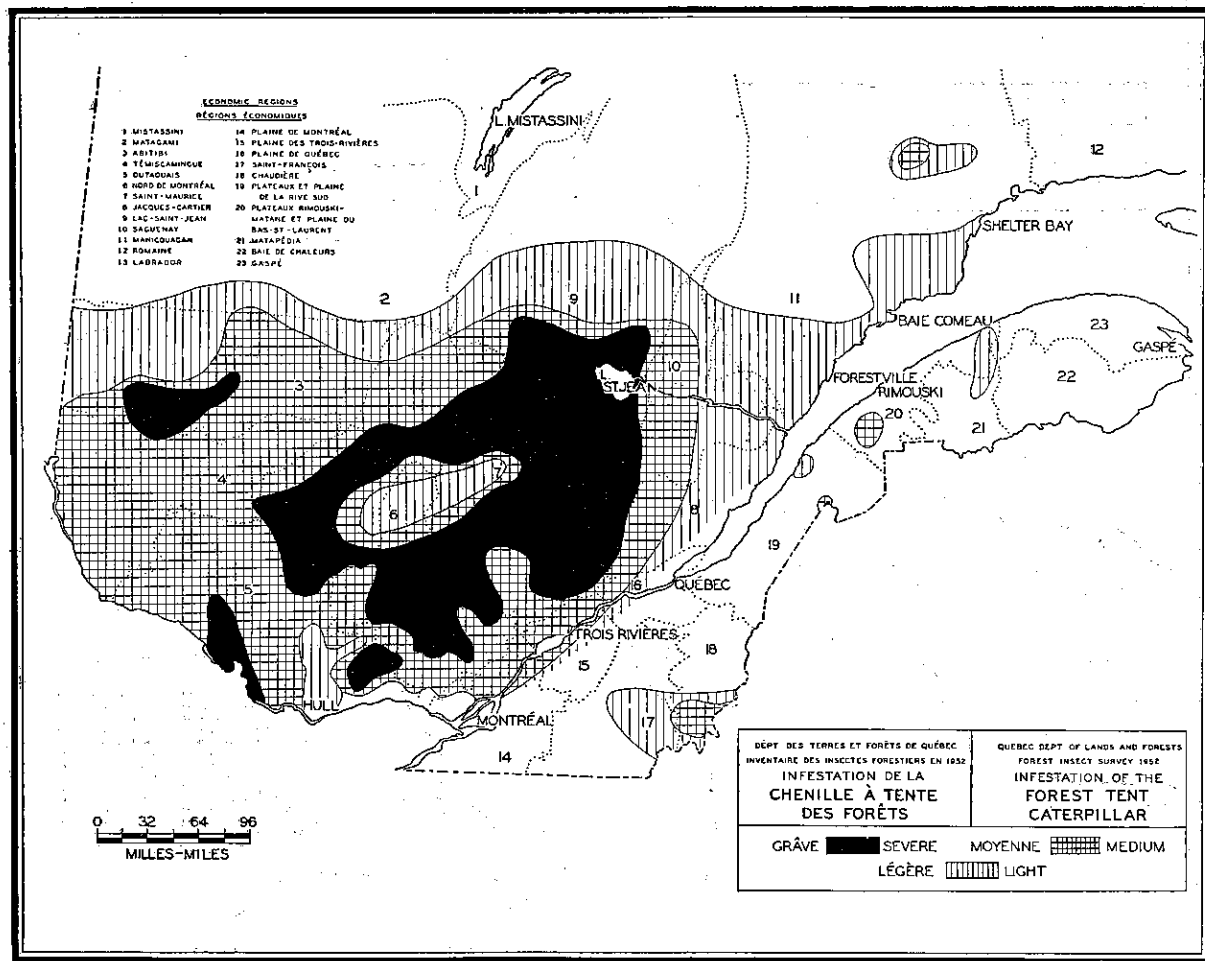 ECONOMIC REGIONS
RÉGIONS ÉCONOMIQUES
1 MISTASSINI
2 MATAGAMI
3 ABITIBI
4 TÉMISCAMINGUE
5 OUTAOUAIS
6 NORD DE MONTRÉAL
7 SAINT-MAURICE
8 JACQUES-CARTIER
9 LAC-SAINT-JEAN
10 SAGUENAY
11 MANICOUAGAN
12 ROMAINE
13 LABRADOR
14 PLAINE DE MONTRÉAL
15 PLAINE DES TROIS-RIVIÈRES
16 PLAINE DE QUÉBEC
17 SAINT-FRANÇOIS
18 CHAUDIÈRE
19 PLATEAUX ET PLAINE
DE LA RIVE SUD
20 PLATEAUX RIMOUSKI-
MATANE ET PLAINE DU
BAS-ST-LAURENT
21 MATAPÉDIA
22 BAIE DE CHALEURS
23 GASPÉ
L. MISTASSINI
1
12
SHELTER BAY
2
9
11
BAIE COMEAU
23
GASPÉ
3
10
L.
ST.JEAN
FORESTVILLE
RIMOUSKI
22
20
21
4
7
6
8
19
5
16
QUÉBEC
TROIS RIVIÈRES
15
18
HULL
MONTRÉAL
17
14
0 32 64 96
MILLES-MILES
DÉPT DES TERRES ET FORÊTS DE QUÉBEC
INVENTAIRE DES INSECTES FORESTIERS EN 1952
INFESTATION DE LA
CHENILLE À TENTE
DES FORÊTS
QUEBEC DEPT OF LANDS AND FORESTS
FOREST INSECT SURVEY 1952
INFESTATION OF THE
FOREST TENT
CATERPILLAR
GRÂVE SEVERE MOYENNE MEDIUM
LÉGÈRE LIGHT